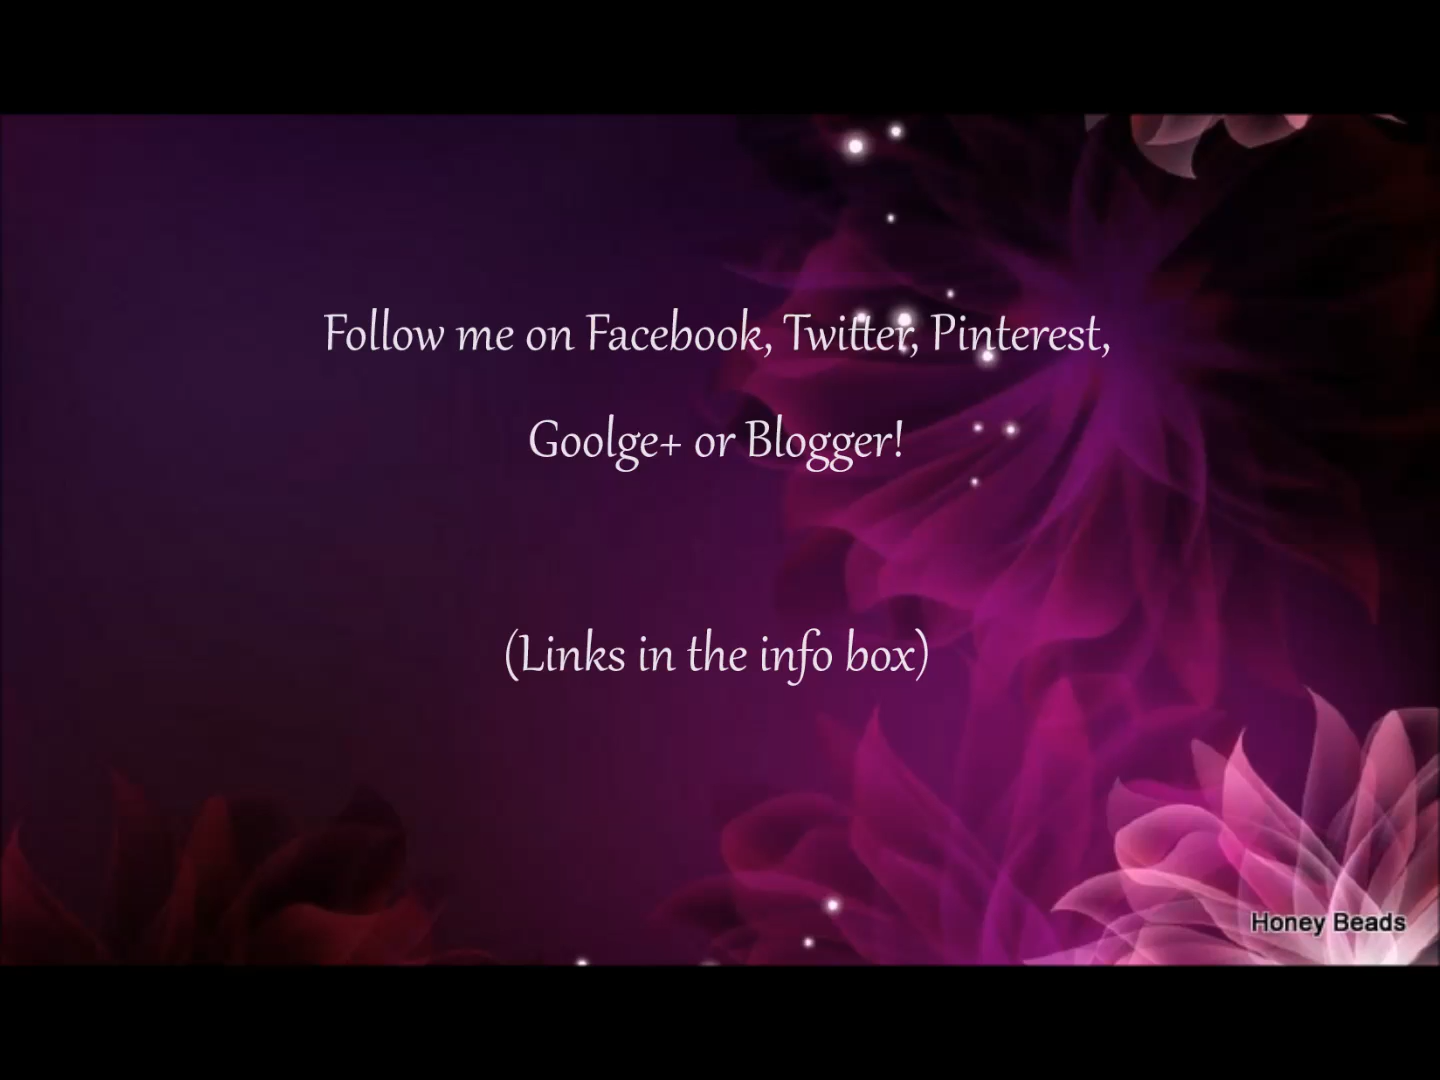 Follow me on Facebook, Twitter, Pinterest,
Goolge+ or Blogger!
(Links in the info box)
Honey Beads